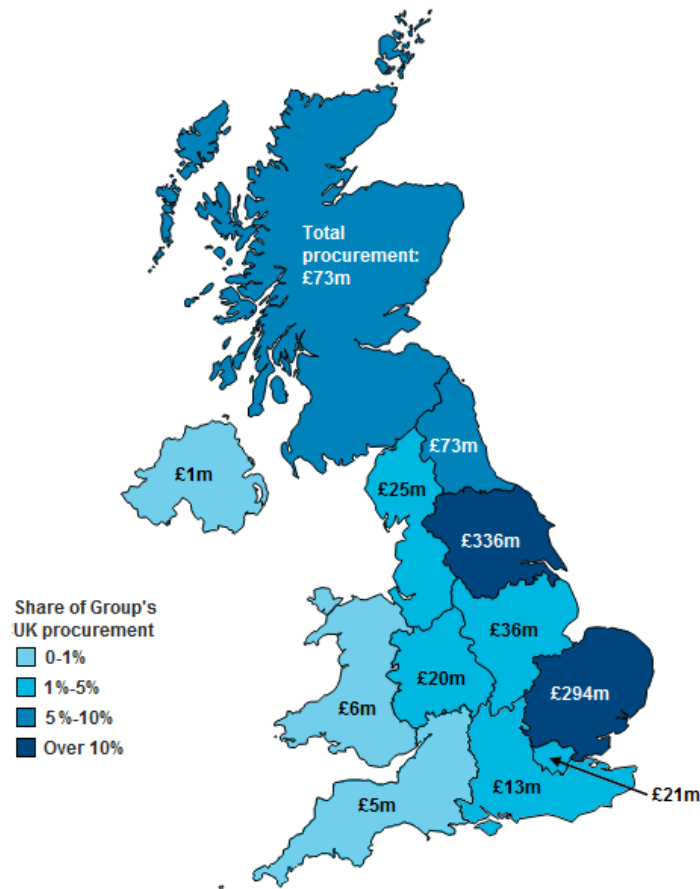 Total
procurement:
£73m
£73m
£1m
£25m
£336m
£36m
£20m
£294m
£6m
£13m
£5m
£21m
Share of Group's
UK procurement
0-1%
1%-5%
5%-10%
Over 10%